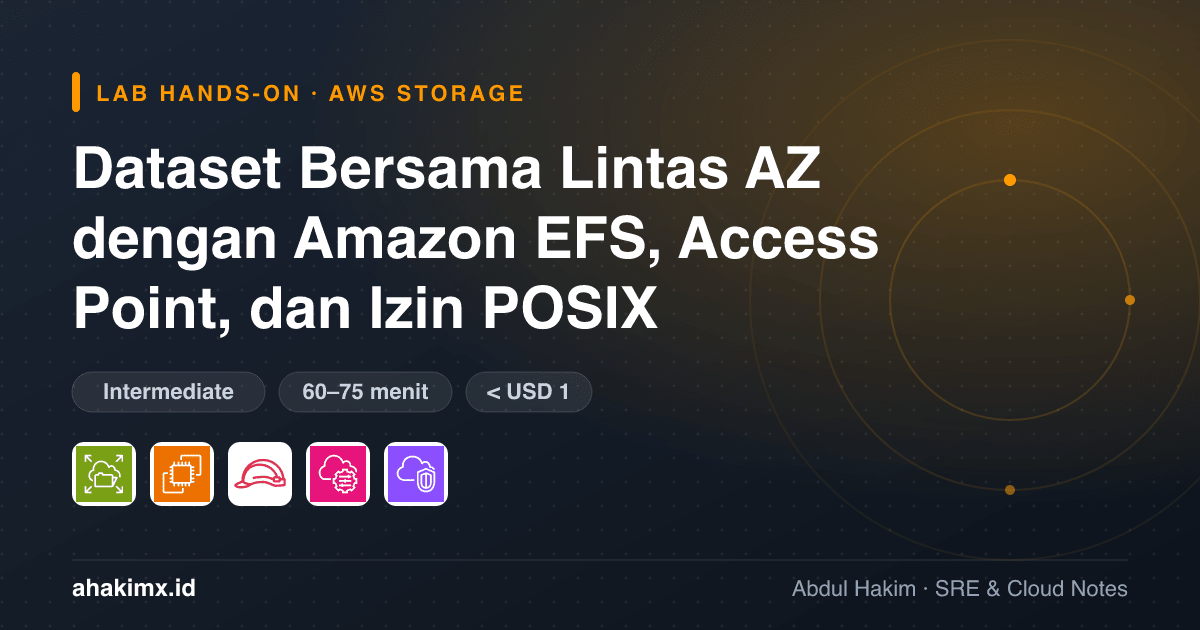 LAB HANDS-ON · AWS STORAGE
Dataset Bersama Lintas AZ
dengan Amazon EFS, Access
Point, dan Izin POSIX
Intermediate
60–75 menit
< USD 1
ahakimx.id
Abdul Hakim · SRE & Cloud Notes